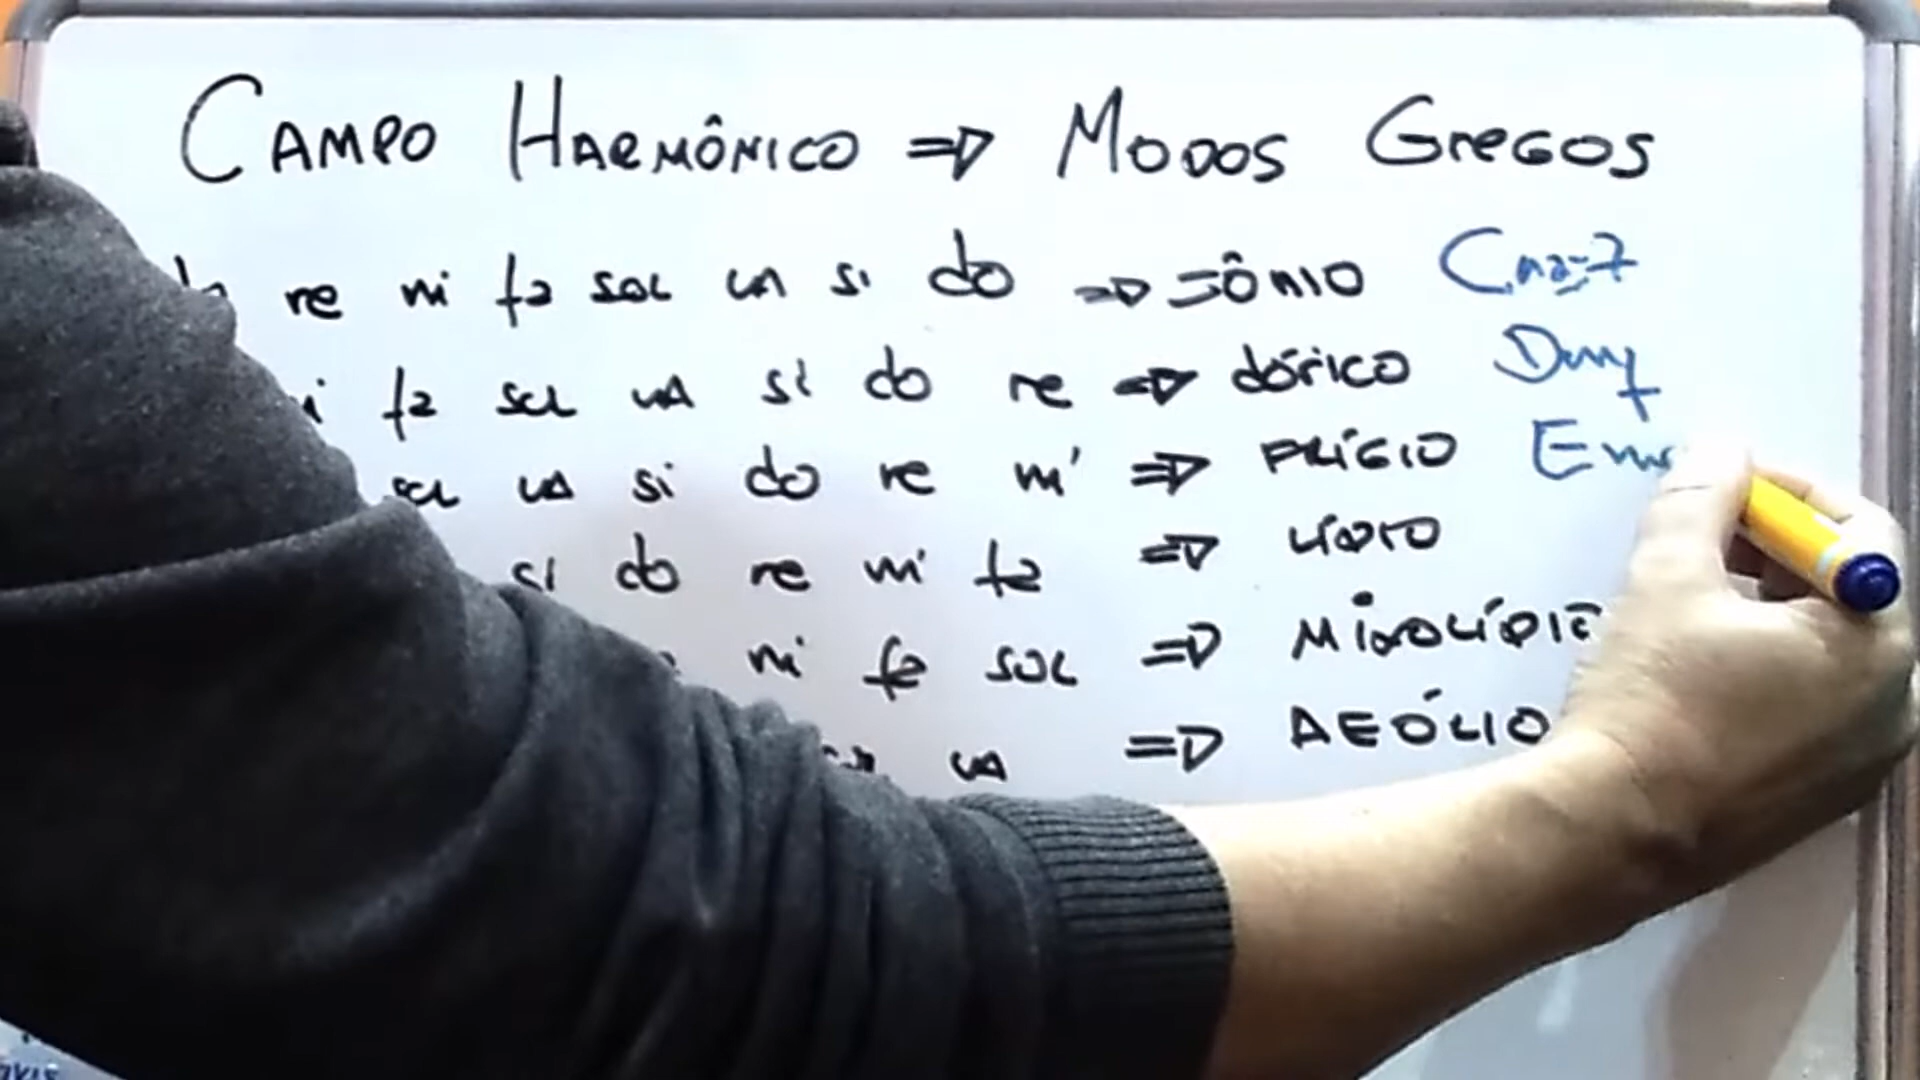 CAMPO HARMÔNICO ⇒ MODOS GREGOS
re mi fa sol la si do ⇒ JÔNIO Cmaj7
fa sol la si do re ⇒ dórico Dm7
sol la si do re mi ⇒ FRÍGIO Em
si do re mi fa ⇒ LÍDIO
mi fa sol ⇒ MIXOLÍDIO
la ⇒ AEÓLIO